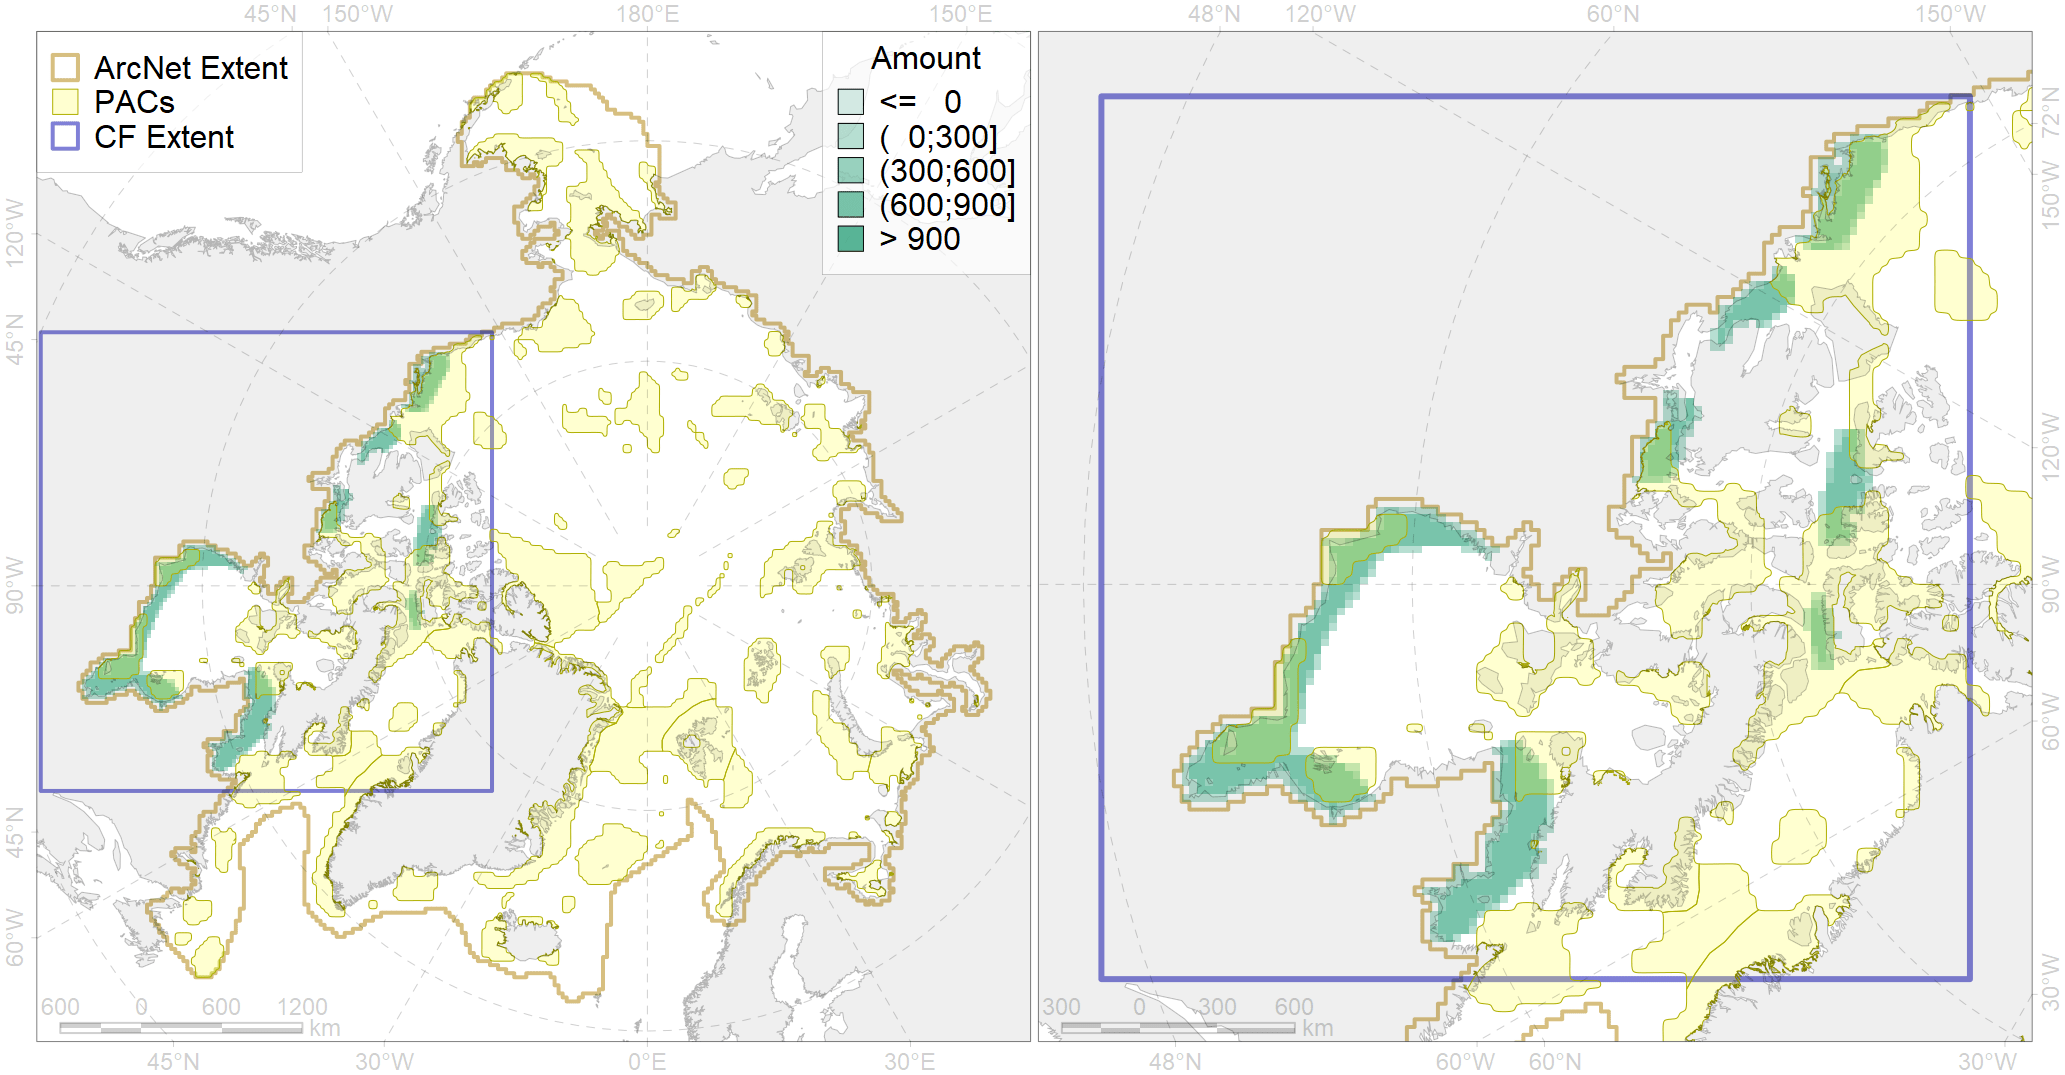 45°N 150°W 180°E 150°E 48°N 120°W 60°N 150°W
ArcNet Extent
PACs
CF Extent
Amount
<= 0
( 0;300]
(300;600]
(600;900]
> 900
120°W
45°N
90°W
45°N
60°W
72°N
150°W
120°W
90°W
60°W
30°W
600 0 600 1200
km
300 0 300 600
km
45°N 30°W 0°E 30°E 48°N 60°W 60°N 30°W